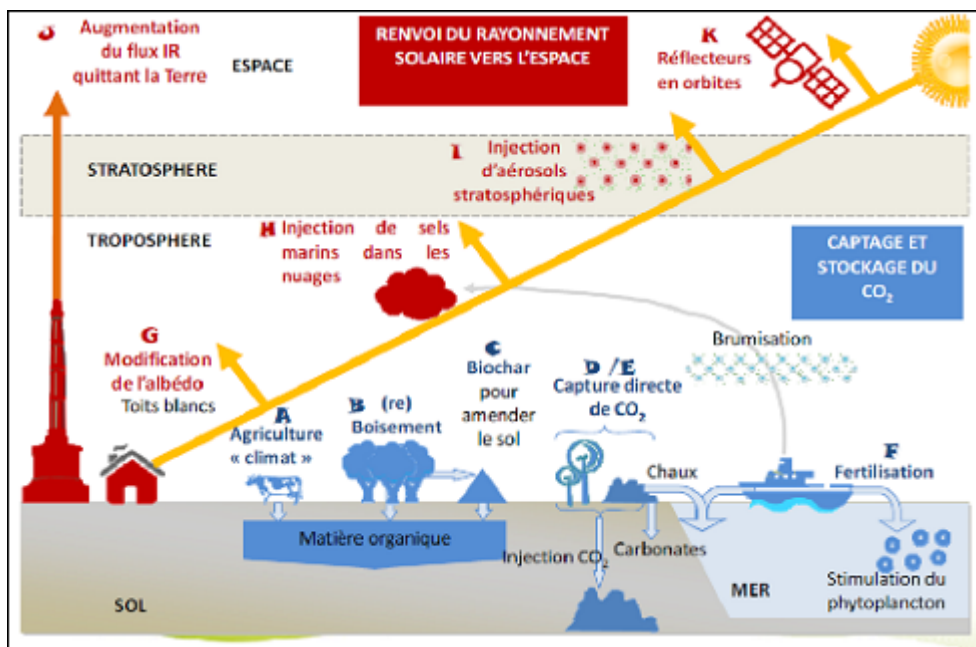 J Augmentation
du flux IR
quittant la Terre
ESPACE
RENVOI DU RAYONNEMENT
SOLAIRE VERS L'ESPACE
K
Réflecteurs
en orbites
STRATOSPHERE
I Injection
d'aérosols
stratosphériques
TROPOSPHERE
H Injection de sels
marins dans les
nuages
CAPTAGE ET
STOCKAGE DU
CO₂
G
Modification
de l'albédo
Toits blancs
A
Agriculture
« climat »
B (re)
Boisement
C
Biochar
pour
amender
le sol
D /E
Capture directe
de CO₂
Brumisation
Chaux
F
Fertilisation
Matière organique
Injection CO₂
Carbonates
SOL
MER
Stimulation du
phytoplancton